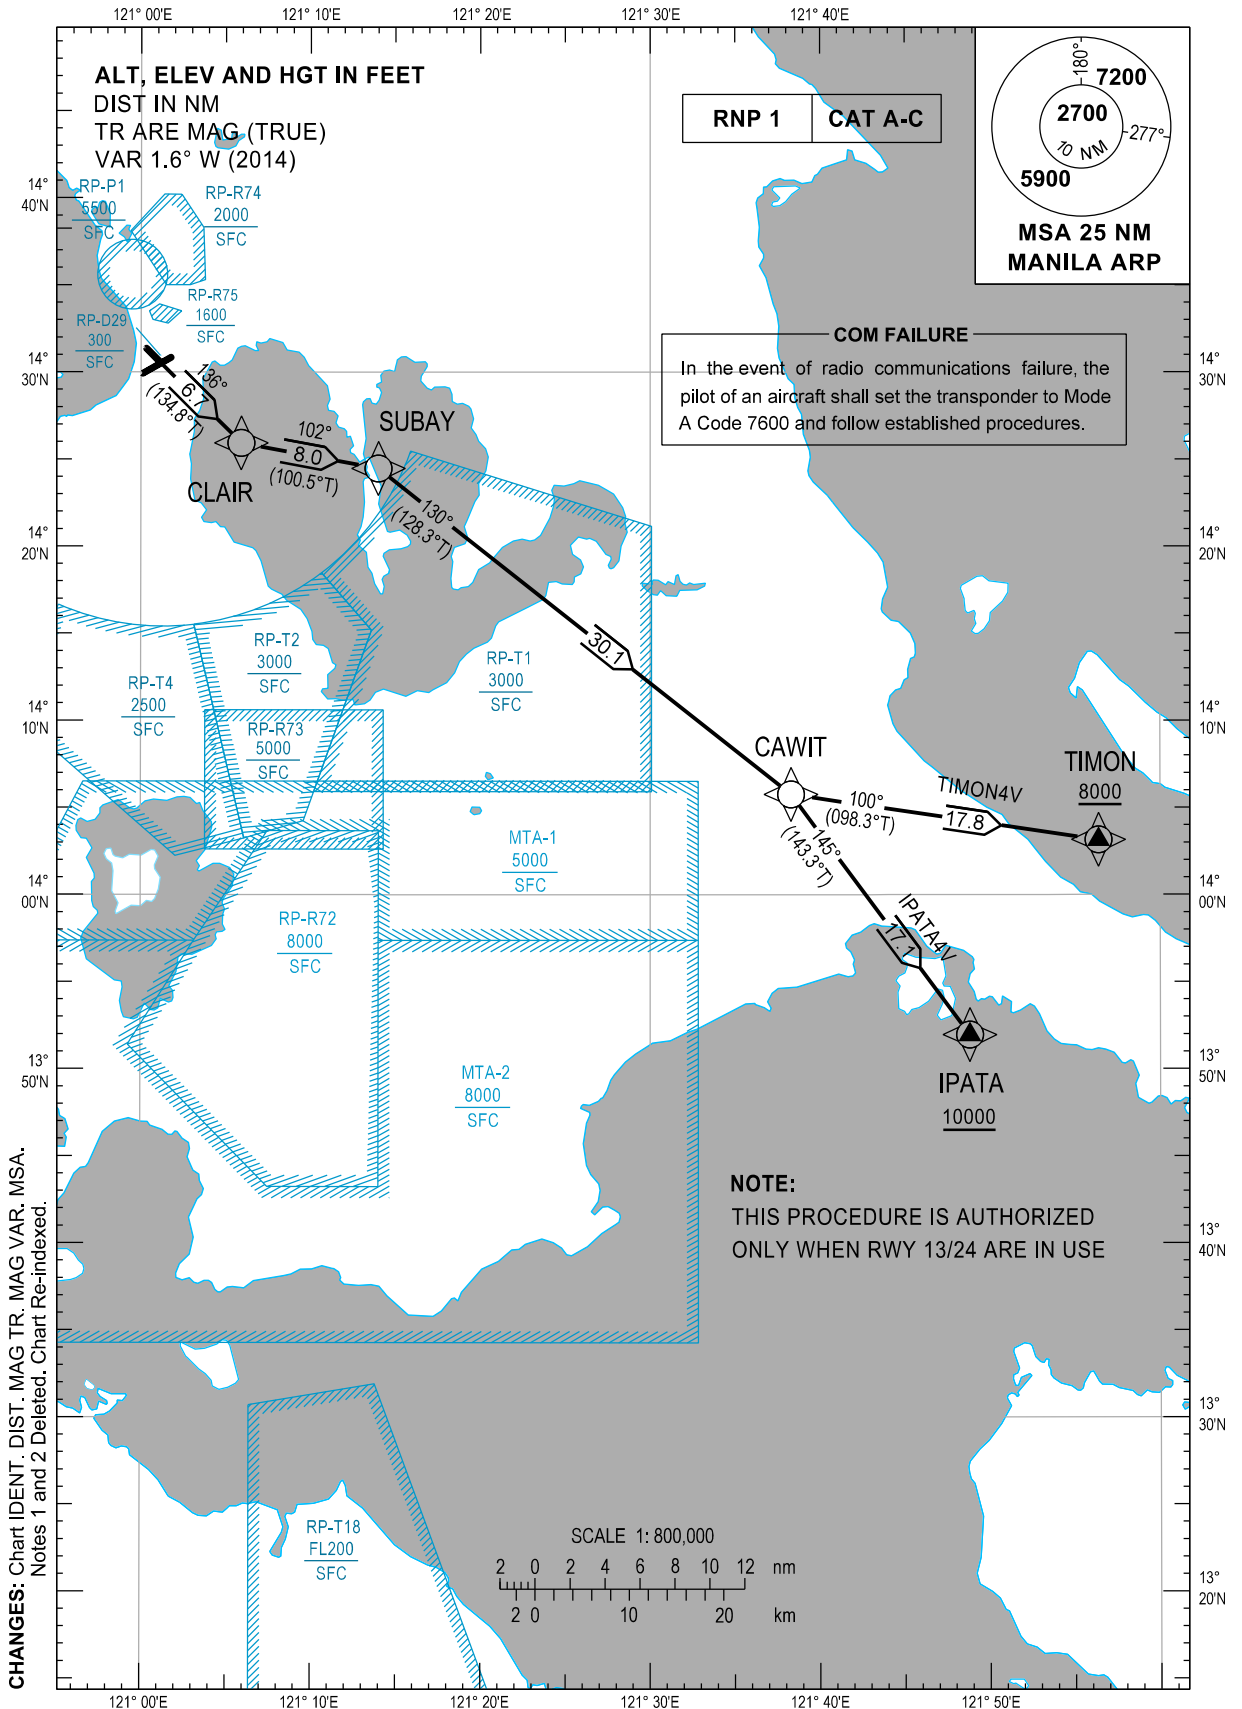 121° 00'E
121° 10'E
121° 20'E
121° 30'E
121° 40'E
ALT, ELEV AND HGT IN FEET
DIST IN NM
TR ARE MAG (TRUE)
VAR 1.6° W (2014)
RNP 1
CAT A-C
180°
7200
2700
10 NM
277°
5900
MSA 25 NM
MANILA ARP
14°
40'N
RP-P1
5500
SFC
RP-R74
2000
SFC
RP-R75
1600
SFC
RP-D29
300
SFC
COM FAILURE
In the event of radio communications failure, the
pilot of an aircraft shall set the transponder to Mode
A Code 7600 and follow established procedures.
14°
30'N
14°
30'N
136°
6.7
(134.8°T)
CLAIR
102°
8.0
(100.5°T)
SUBAY
130°
(128.3°T)
30.1
14°
20'N
14°
20'N
RP-T2
3000
SFC
RP-T1
3000
SFC
RP-T4
2500
SFC
RP-R73
5000
SFC
14°
10'N
14°
10'N
CAWIT
TIMON
8000
TIMON4V
100°
(098.3°T)
17.8
145°
(143.3°T)
IPATA4V
17.1
MTA-1
5000
SFC
14°
00'N
14°
00'N
RP-R72
8000
SFC
MTA-2
8000
SFC
13°
50'N
13°
50'N
IPATA
10000
NOTE:
THIS PROCEDURE IS AUTHORIZED
ONLY WHEN RWY 13/24 ARE IN USE
13°
40'N
13°
30'N
13°
20'N
RP-T18
FL200
SFC
SCALE 1: 800,000
2 0 2 4 6 8 10 12 nm
2 0 10 20 km
CHANGES: Chart IDENT. DIST. MAG TR. MAG VAR. MSA.
Notes 1 and 2 Deleted. Chart Re-indexed.
121° 00'E
121° 10'E
121° 20'E
121° 30'E
121° 40'E
121° 50'E